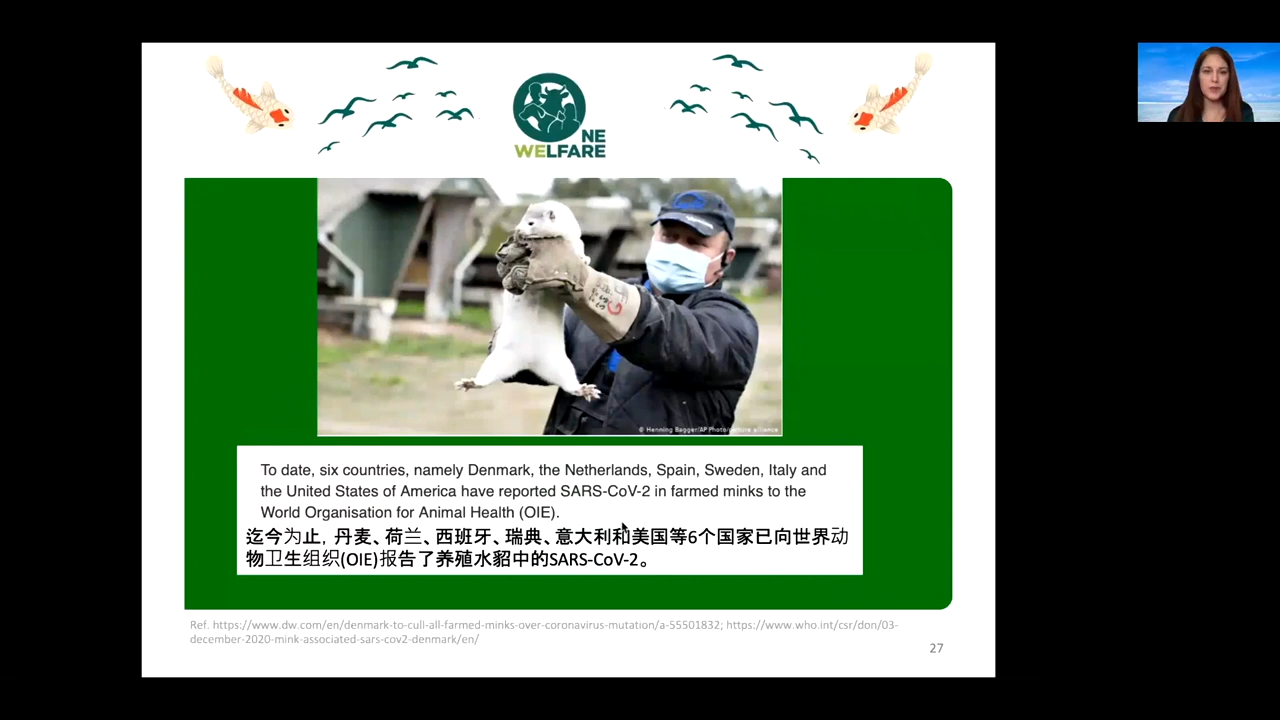 NE
WELFARE
© Henning Bagger/AP Photo/picture alliance
To date, six countries, namely Denmark, the Netherlands, Spain, Sweden, Italy and
the United States of America have reported SARS-CoV-2 in farmed minks to the
World Organisation for Animal Health (OIE).
迄今为止，丹麦、荷兰、西班牙、瑞典、意大利和美国等6个国家已向世界动
物卫生组织(OIE)报告了养殖水貂中的SARS-CoV-2。
Ref. https://www.dw.com/en/denmark-to-cull-all-farmed-minks-over-coronavirus-mutation/a-55501832; https://www.who.int/csr/don/03-
december-2020-mink-associated-sars-cov2-denmark/en/
27